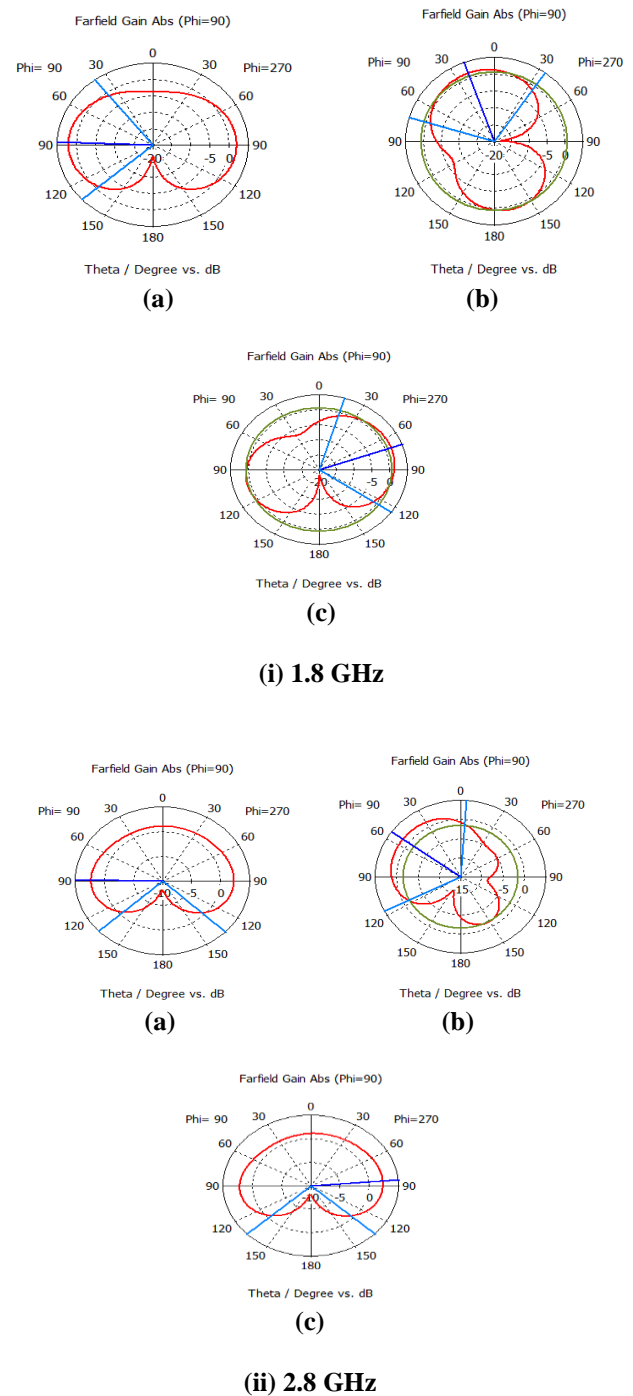 Farfield Gain Abs (Phi=90)
Farfield Gain Abs (Phi=90)
0
0
Phi= 90
30
30
Phi=270
Phi= 90
30
30
Phi=270
60
60
60
60
90
-20
-5
0
90
90
-20
-5
0
90
120
120
120
120
150
150
150
150
180
180
Theta / Degree vs. dB
Theta / Degree vs. dB
(a)
(b)
Farfield Gain Abs (Phi=90)
0
Phi= 90
30
30
Phi=270
60
60
90
-20
-5
0
90
120
120
150
150
180
Theta / Degree vs. dB
(c)
(i) 1.8 GHz
Farfield Gain Abs (Phi=90)
Farfield Gain Abs (Phi=90)
0
0
Phi= 90
30
30
Phi=270
Phi= 90
30
30
Phi=270
60
60
60
60
90
-10
-5
0
90
90
-15
-5
0
90
120
120
120
120
150
150
150
150
180
180
Theta / Degree vs. dB
Theta / Degree vs. dB
(a)
(b)
Farfield Gain Abs (Phi=90)
0
Phi= 90
30
30
Phi=270
60
60
90
-10
-5
0
90
120
120
150
150
180
Theta / Degree vs. dB
(c)
(ii) 2.8 GHz